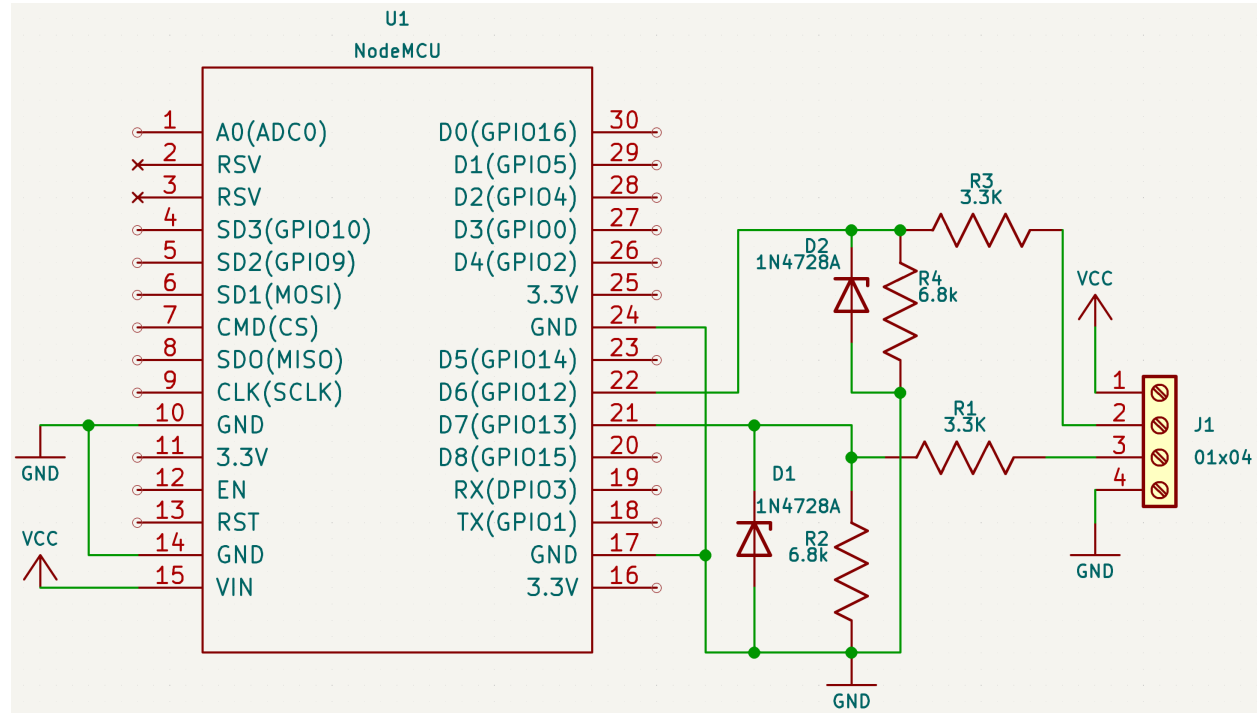 U1
NodeMCU
1 A0(ADC0)
2 RSV
3 RSV
4 SD3(GPIO10)
5 SD2(GPIO9)
6 SD1(MOSI)
7 CMD(CS)
8 SDO(MISO)
9 CLK(SCLK)
10 GND
11 3.3V
12 EN
13 RST
14 GND
15 VIN
GND
VCC
D0(GPIO16) 30
D1(GPIO5) 29
D2(GPIO4) 28
D3(GPIO0) 27
D4(GPIO2) 26
3.3V 25
GND 24
D5(GPIO14) 23
D6(GPIO12) 22
D7(GPIO13) 21
D8(GPIO15) 20
RX(DPIO3) 19
TX(GPIO1) 18
GND 17
3.3V 16
R3
3.3K
D2
1N4728A
R4
6.8k
R1
3.3K
D1
1N4728A
R2
6.8k
GND
VCC
1
2
3
4
J1
01x04
GND